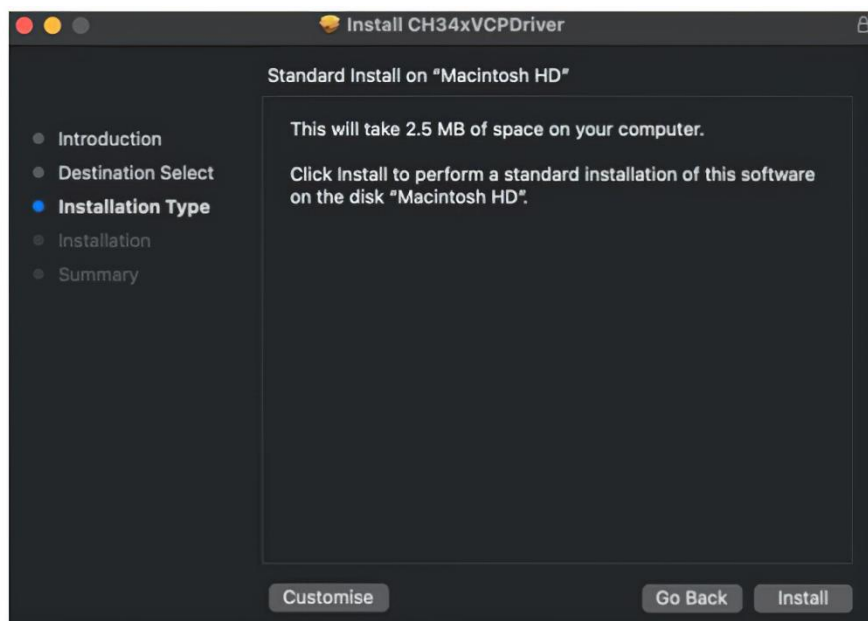 Install CH34xVCPDriver
Standard Install on “Macintosh HD”
Introduction
Destination Select
Installation Type
Installation
Summary
This will take 2.5 MB of space on your computer.
Click Install to perform a standard installation of this software
on the disk “Macintosh HD”.
Customise
Go Back
Install